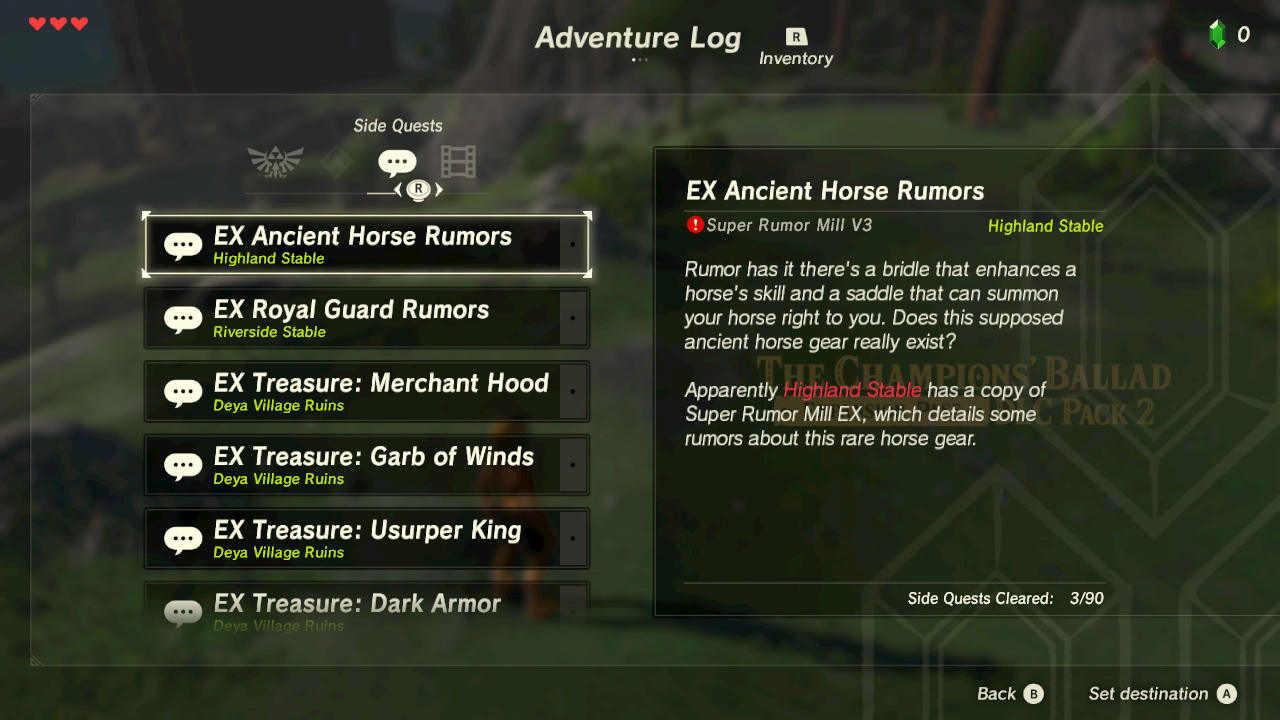 Adventure Log
R
Inventory
0
Side Quests
R
EX Ancient Horse Rumors
Highland Stable
EX Royal Guard Rumors
Riverside Stable
EX Treasure: Merchant Hood
Deya Village Ruins
EX Treasure: Garb of Winds
Deya Village Ruins
EX Treasure: Usurper King
Deya Village Ruins
EX Treasure: Dark Armor
Deya Village Ruins
EX Ancient Horse Rumors
Super Rumor Mill V3
Highland Stable
Rumor has it there's a bridle that enhances a
horse's skill and a saddle that can summon
your horse right to you. Does this supposed
ancient horse gear really exist?
Apparently Highland Stable has a copy of
Super Rumor Mill EX, which details some
rumors about this rare horse gear.
The Champions' Ballad
Pack 2
Side Quests Cleared: 3/90
Back B
Set destination A